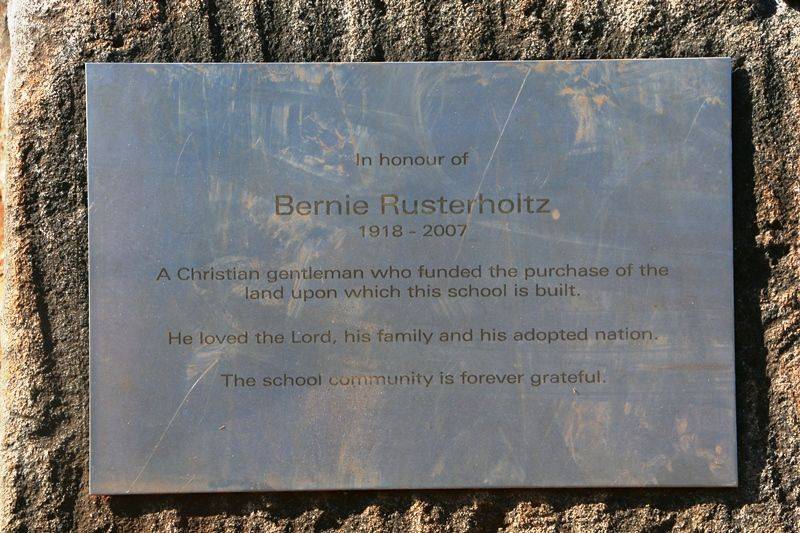 In honour of
Bernie Rusterholtz
1918 - 2007
A Christian gentleman who funded the purchase of the
land upon which this school is built.
He loved the Lord, his family and his adopted nation.
The school community is forever grateful.